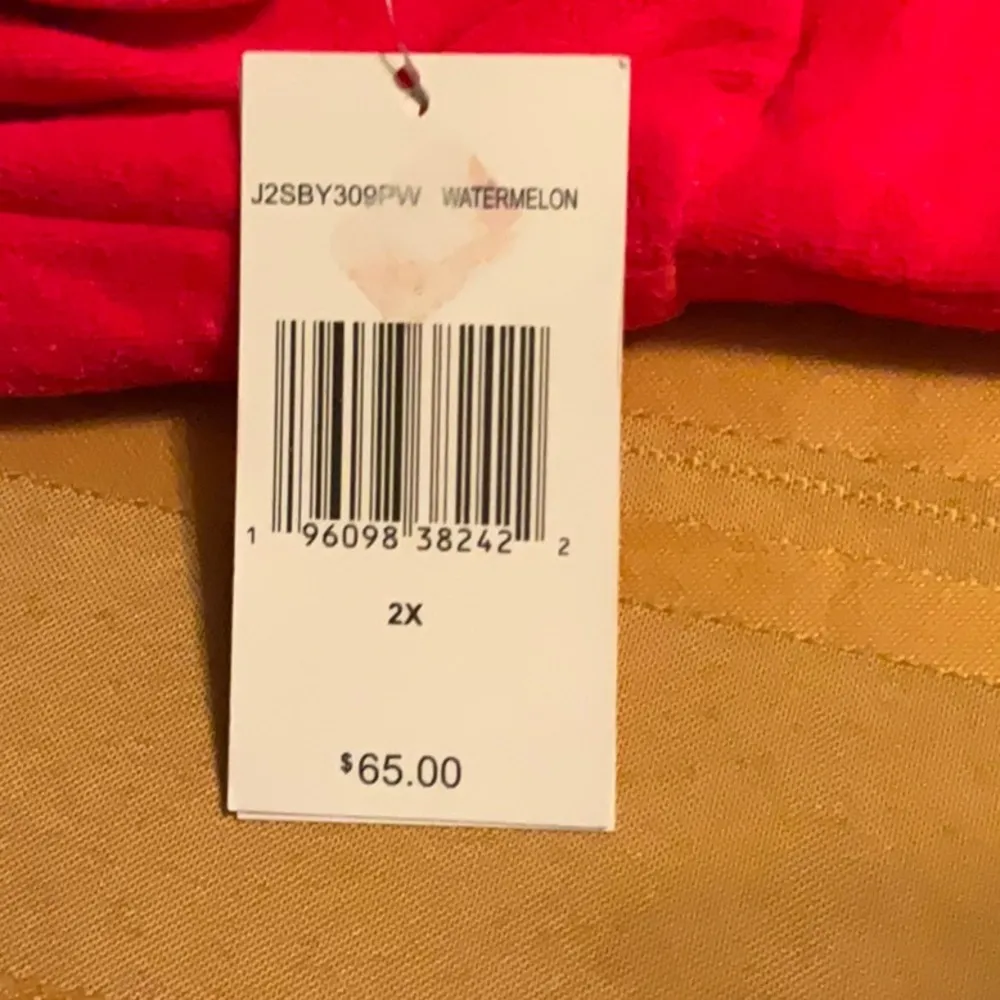 J2SBY309PW WATERMELON
1 96098 38242 2
2X
$65.00